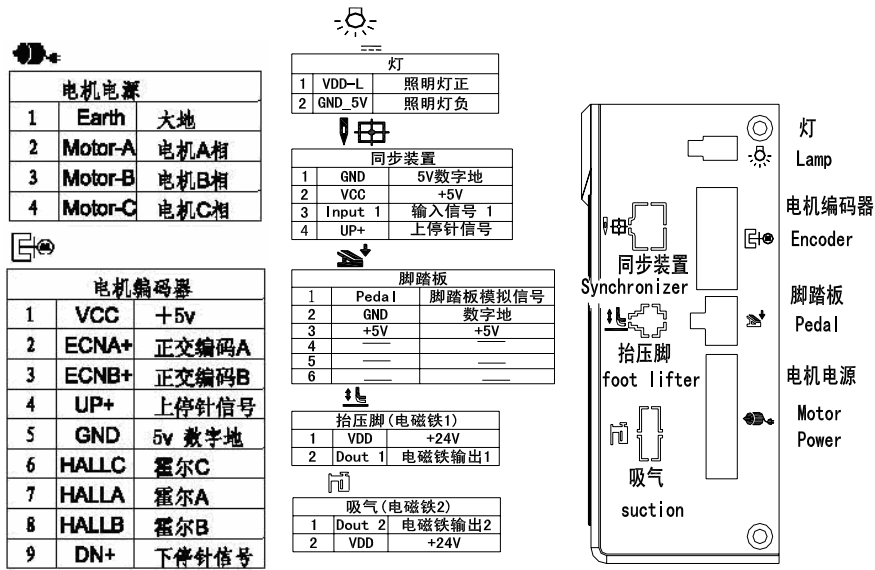 电机电源
1 Earth 大地
2 Motor-A 电机A相
3 Motor-B 电机B相
4 Motor-C 电机C相
电机编码器
1 VCC +5v
2 ECNA+ 正交编码A
3 ECNB+ 正交编码B
4 UP+ 上停针信号
5 GND 5v 数字地
6 HALLC 霍尔C
7 HALLA 霍尔A
8 HALLB 霍尔B
9 DN+ 下停针信号
灯
1 VDD-L 照明灯正
2 GND_5V 照明灯负
同步装置
1 GND 5V数字地
2 VCC +5V
3 Input 1 输入信号 1
4 UP+ 上停针信号
脚踏板
1 Pedal 脚踏板模拟信号
2 GND 数字地
3 +5V +5V
4
5
6
抬压脚(电磁铁1)
1 VDD +24V
2 Dout 1 电磁铁输出1
吸气(电磁铁2)
1 Dout 2 电磁铁输出2
2 VDD +24V
灯
Lamp
电机编码器
Encoder
同步装置
Synchronizer
脚踏板
Pedal
抬压脚
foot lifter
电机电源
Motor
Power
吸气
suction